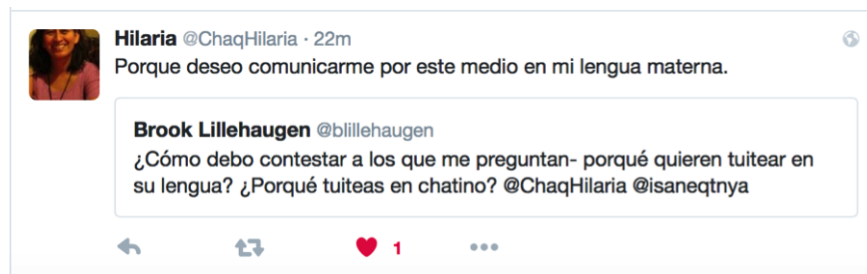 Hilaria @ChaqHilaria · 22m
Porque deseo comunicarme por este medio en mi lengua materna.
Brook Lillehaugen @blillehaugen
¿Cómo debo contestar a los que me preguntan- porqué quieren tuitear en
su lengua? ¿Porqué tuiteas en chatino? @ChaqHilaria @isaneqtnya
1